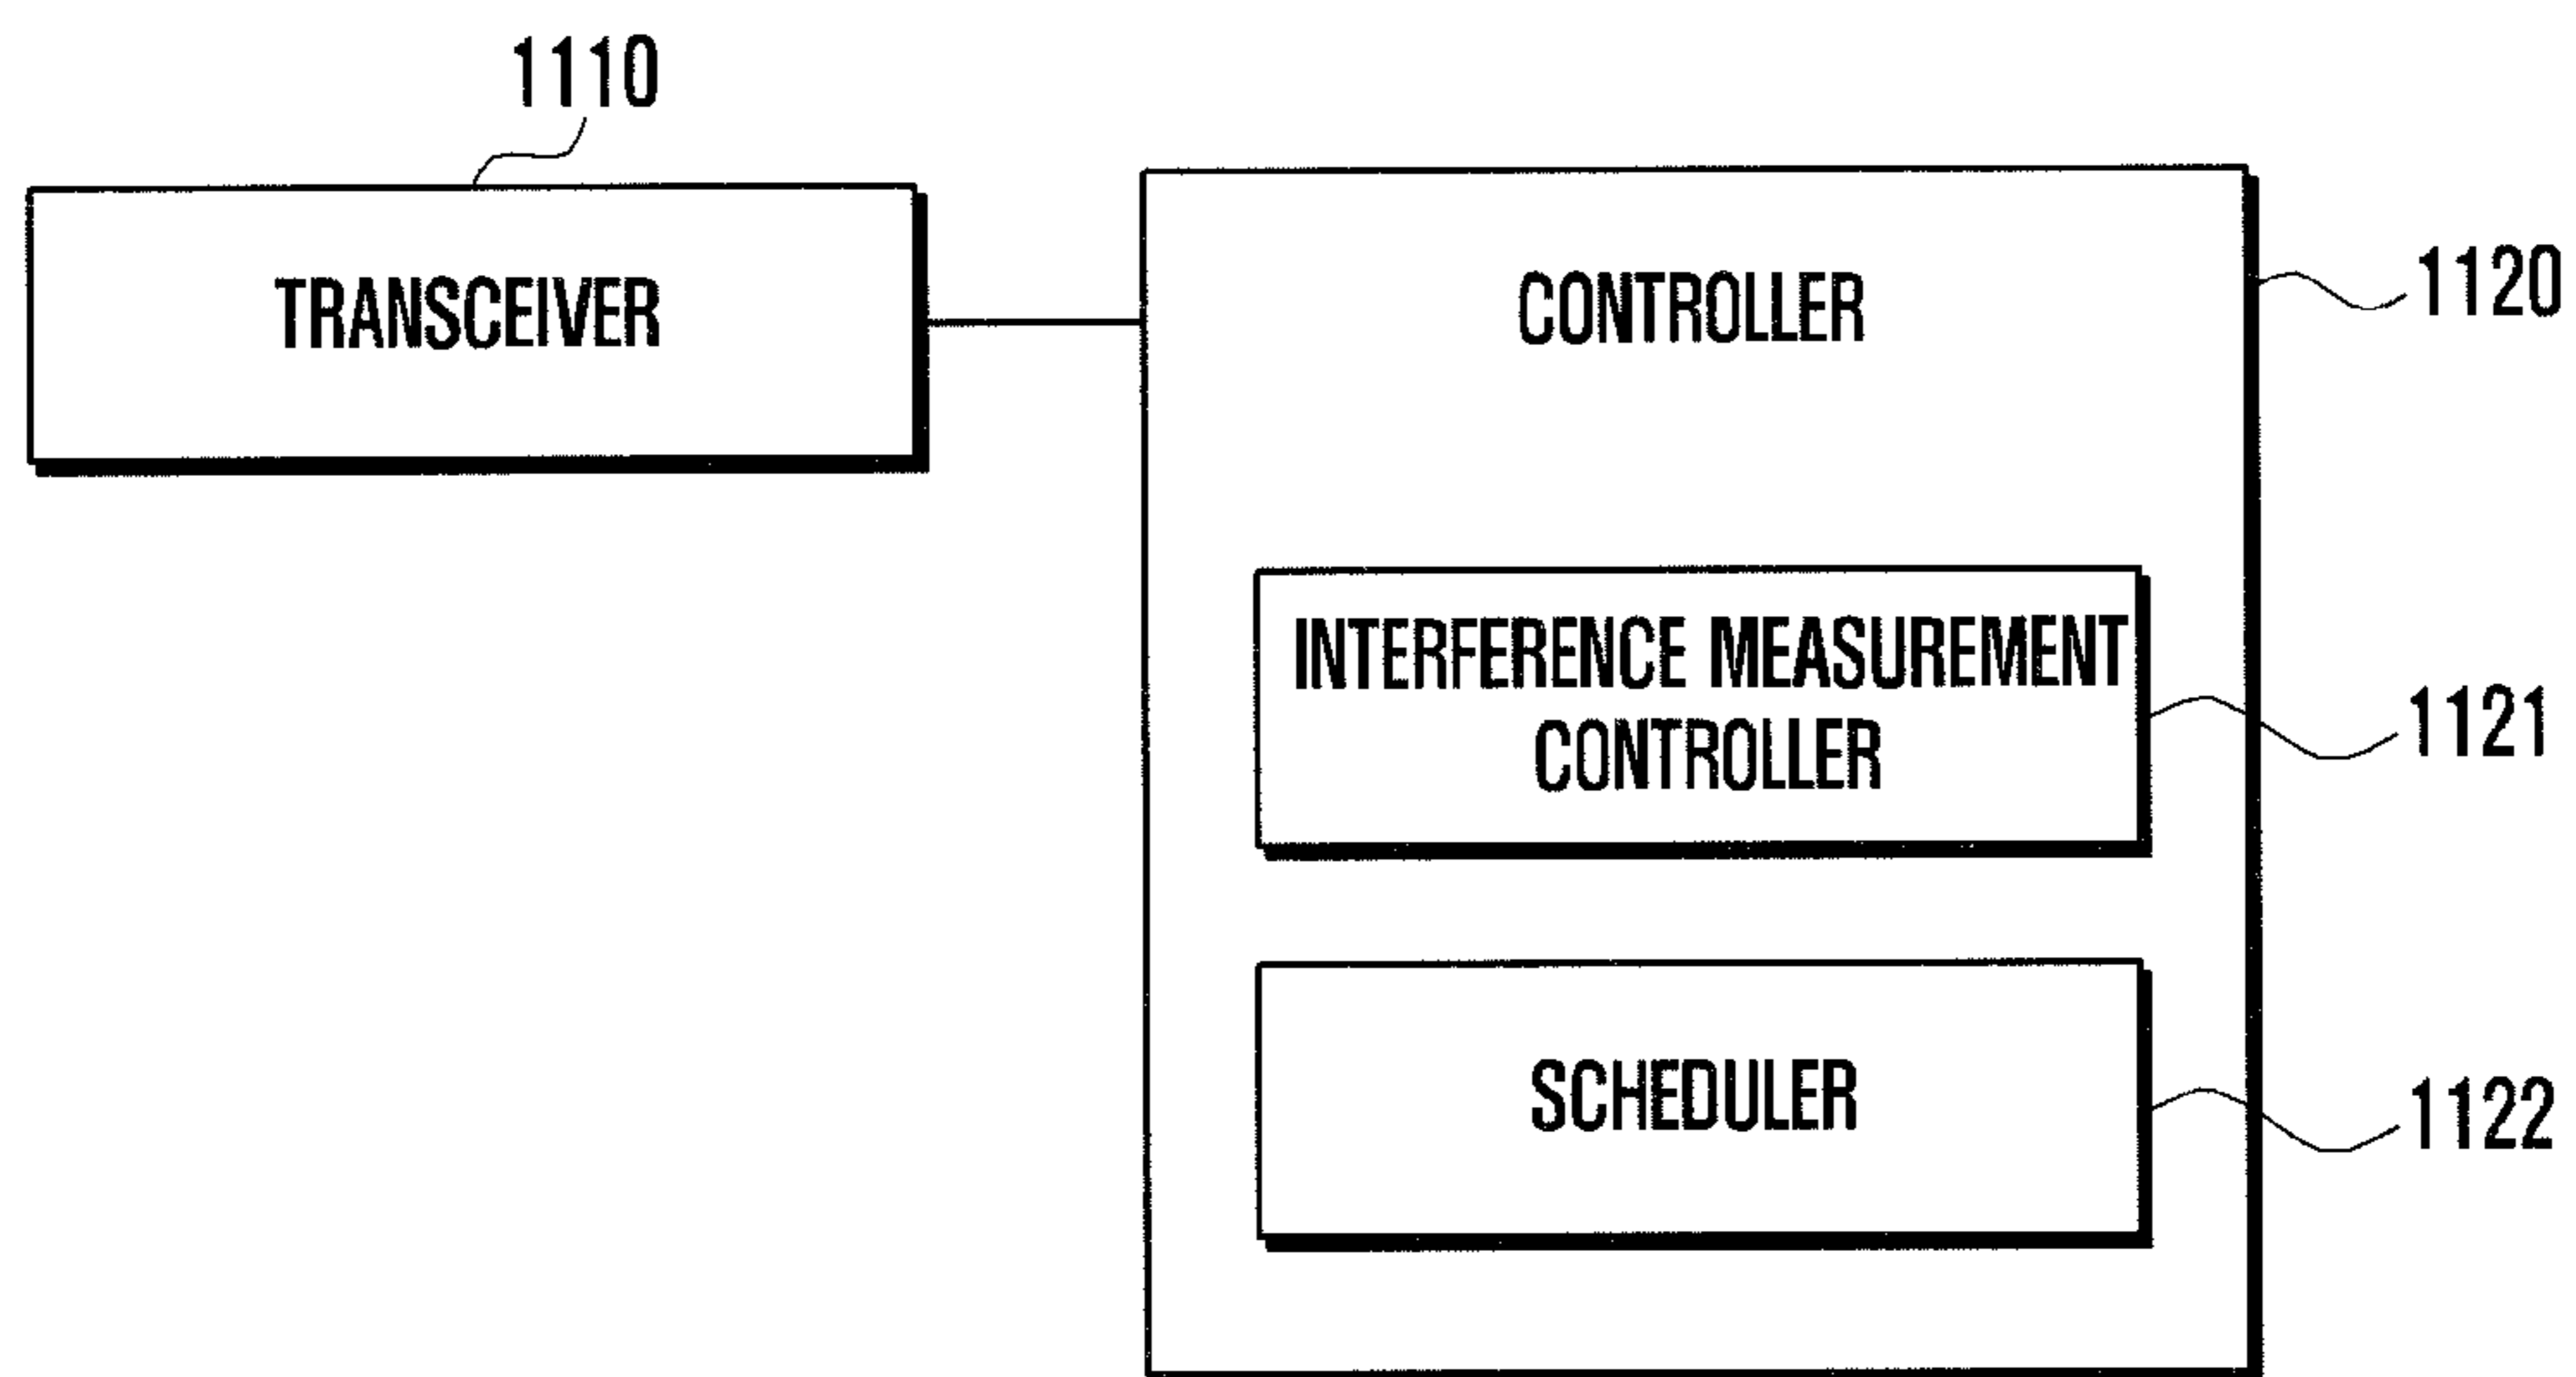 1110
TRANSCEIVER
CONTROLLER
1120
INTERFERENCE MEASUREMENT
CONTROLLER
1121
SCHEDULER
1122